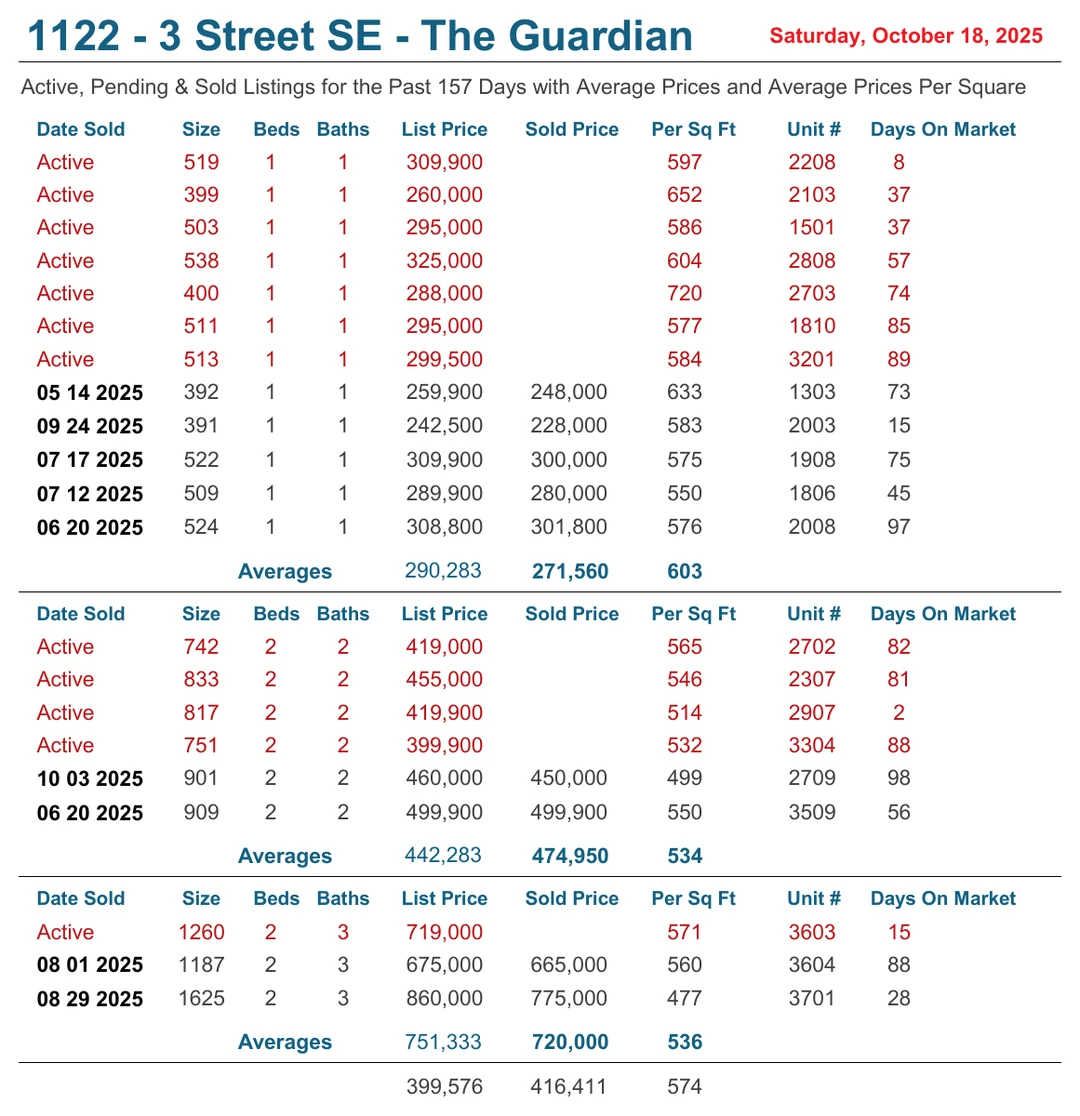 1122 - 3 Street SE - The Guardian Saturday, October 18, 2025
Active, Pending & Sold Listings for the Past 157 Days with Average Prices and Average Prices Per Square
Date Sold Size Beds Baths List Price Sold Price Per Sq Ft Unit # Days On Market
Active 519 1 1 309,900 597 2208 8
Active 399 1 1 260,000 652 2103 37
Active 503 1 1 295,000 586 1501 37
Active 538 1 1 325,000 604 2808 57
Active 400 1 1 288,000 720 2703 74
Active 511 1 1 295,000 577 1810 85
Active 513 1 1 299,500 584 3201 89
05 14 2025 392 1 1 259,900 248,000 633 1303 73
09 24 2025 391 1 1 242,500 228,000 583 2003 15
07 17 2025 522 1 1 309,900 300,000 575 1908 75
07 12 2025 509 1 1 289,900 280,000 550 1806 45
06 20 2025 524 1 1 308,800 301,800 576 2008 97
Averages 290,283 271,560 603
Date Sold Size Beds Baths List Price Sold Price Per Sq Ft Unit # Days On Market
Active 742 2 2 419,000 565 2702 82
Active 833 2 2 455,000 546 2307 81
Active 817 2 2 419,900 514 2907 2
Active 751 2 2 399,900 532 3304 88
10 03 2025 901 2 2 460,000 450,000 499 2709 98
06 20 2025 909 2 2 499,900 499,900 550 3509 56
Averages 442,283 474,950 534
Date Sold Size Beds Baths List Price Sold Price Per Sq Ft Unit # Days On Market
Active 1260 2 3 719,000 571 3603 15
08 01 2025 1187 2 3 675,000 665,000 560 3604 88
08 29 2025 1625 2 3 860,000 775,000 477 3701 28
Averages 751,333 720,000 536
399,576 416,411 574